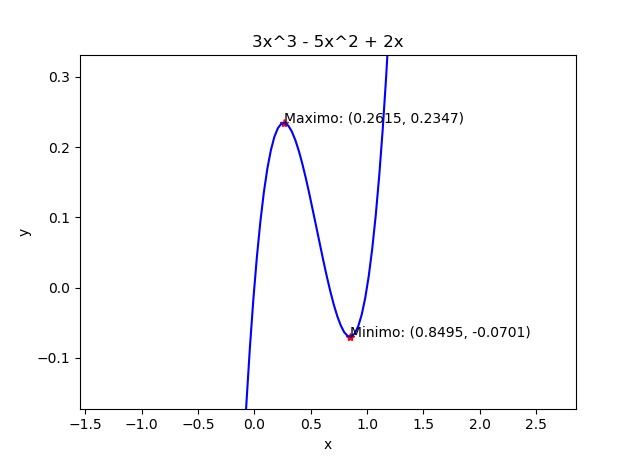 3x^3 - 5x^2 + 2x
0.3
Maximo: (0.2615, 0.2347)
0.2
0.1
y
0.0
Minimo: (0.8495, -0.0701)
−0.1
−1.5 −1.0 −0.5 0.0 0.5 1.0 1.5 2.0 2.5
x